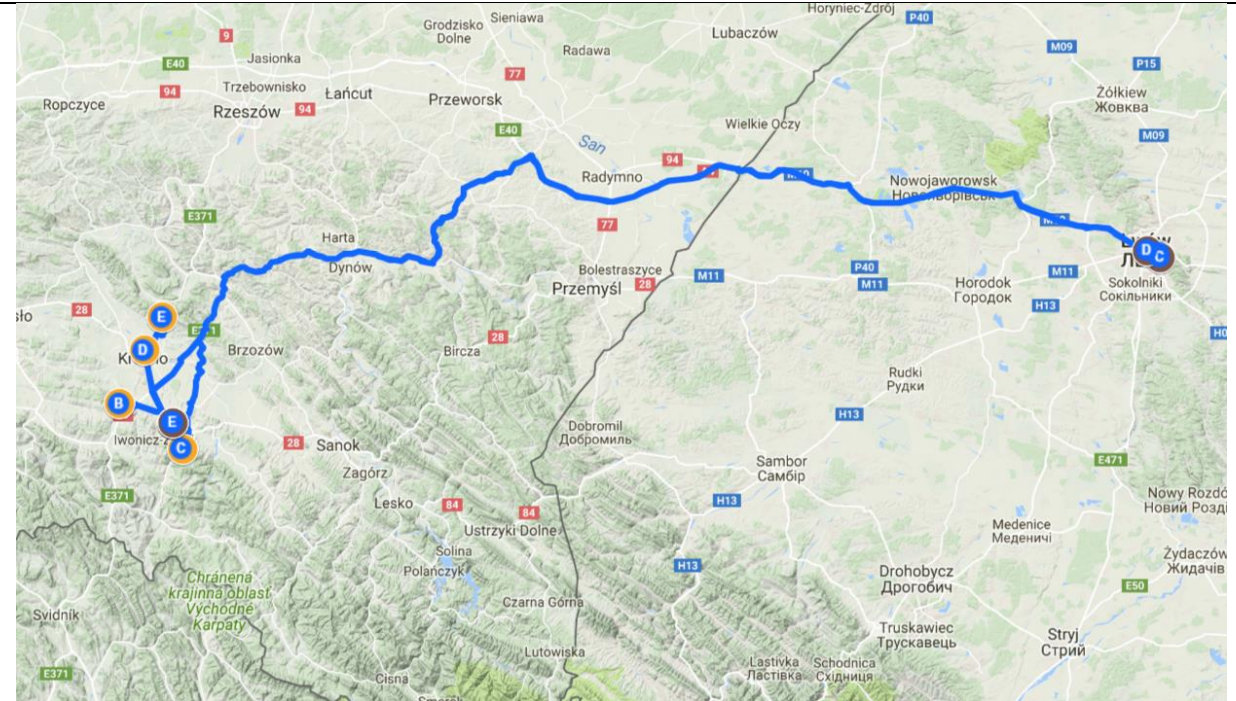 Horyniec-Zdrój
P40
Grodzisko
Dolne
Sieniawa
Lubaczów
9
M09
Radawa
Jasionka
E40
77
P15
Trzebownisko
Łańcut
94
Żółkiew
Жовква
Ropczyce
Przeworsk
Rzeszów
94
Wielkie Oczy
E40
M09
San
94
Radymno
Nowojaworowsk
E371
77
Harta
Dynów
D
C
Bolestraszyce
P40
M11
Przemyśl
28
M11
M11
Horodok
Городок
Sokolniki
Сокільники
H13
28
E
D
Brzozów
28
Bircza
Rudki
Рудки
B
H13
E
Dobromil
Добромиль
C
28
Sanok
Sambor
Самбір
E471
Zagórz
E371
Lesko
84
84
H13
Ustrzyki Dolne
Medenice
Меденичі
Solina
Polańczyk
H13
Chránená
krajinná oblasť
Východné
Karpaty
Drohobycz
Дрогобич
E50
Czarna Górna
Svidník
Truskawiec
Трускавець
Stryj
Стрий
Lutowiska
E371
Cisna
Lastivka
Ластівка
Schodnica
Східниця